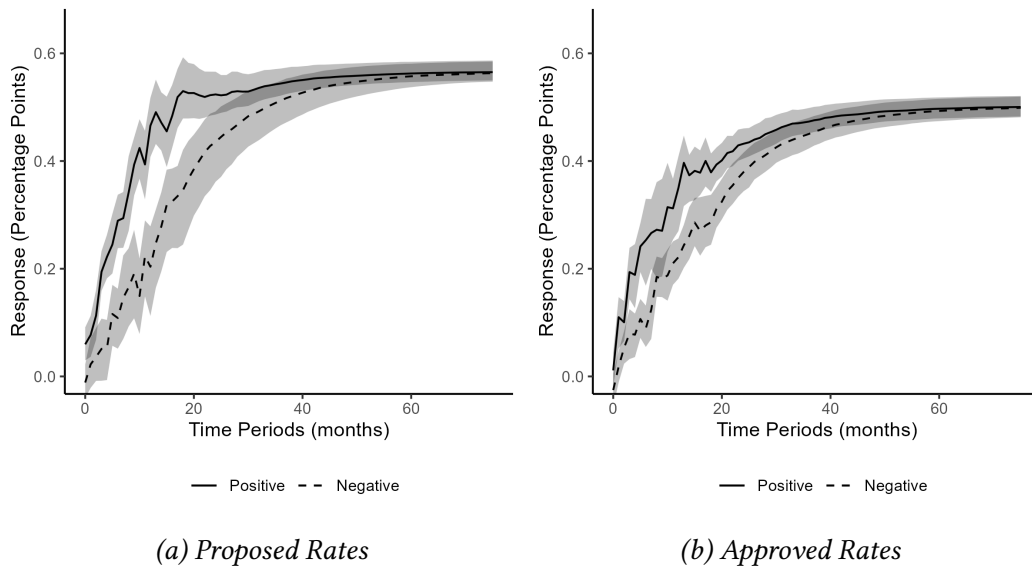 Response (Percentage Points)
0.6
0.4
0.2
0.0
0 20 40 60
Time Periods (months)
Positive Negative
(a) Proposed Rates
Response (Percentage Points)
0.6
0.4
0.2
0.0
0 20 40 60
Time Periods (months)
Positive Negative
(b) Approved Rates